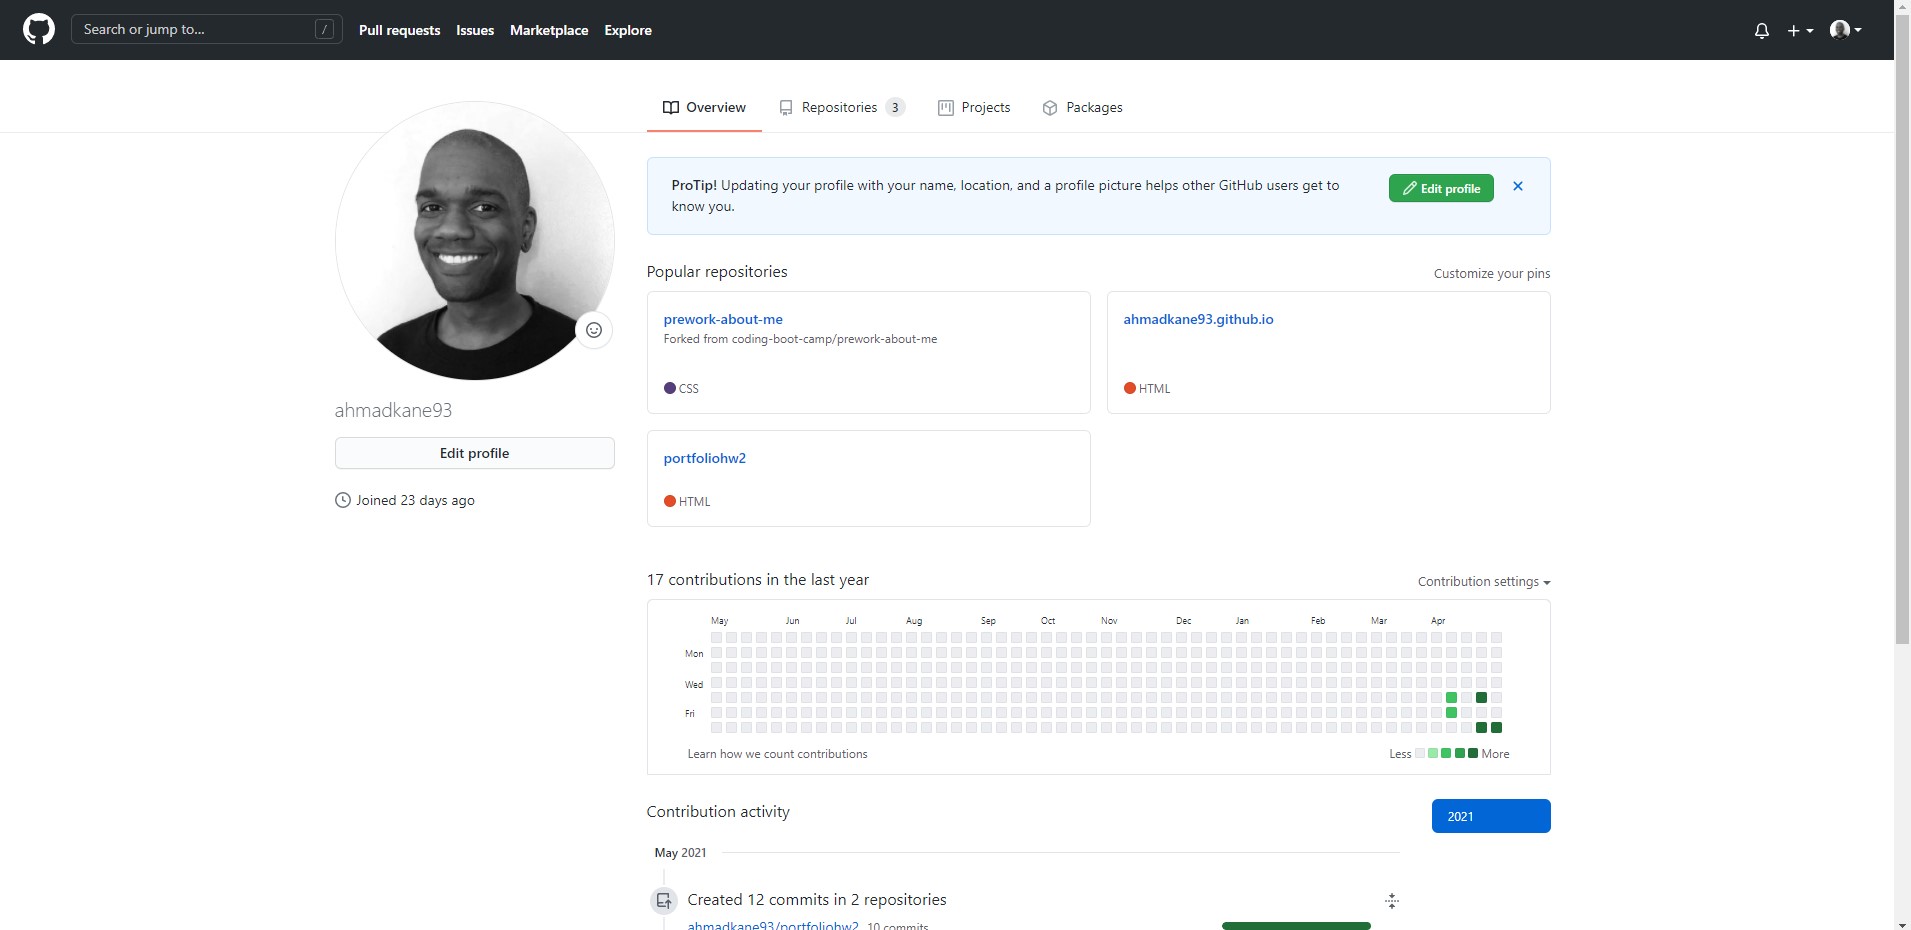 Search or jump to... /
Pull requests Issues Marketplace Explore
Overview Repositories 3 Projects Packages
ProTip! Updating your profile with your name, location, and a profile picture helps other GitHub users get to
know you.
Edit profile
ahmadkane93
Edit profile
Joined 23 days ago
Popular repositories
Customize your pins
prework-about-me
Forked from coding-boot-camp/prework-about-me
CSS
ahmadkane93.github.io
HTML
portfoliohw2
HTML
17 contributions in the last year
Contribution settings
May Jun Jul Aug Sep Oct Nov Dec Jan Feb Mar Apr
Mon
Wed
Fri
Learn how we count contributions
Less More
Contribution activity
2021
May 2021
Created 12 commits in 2 repositories
ahmadkane93/portfoliohw2 10 commits